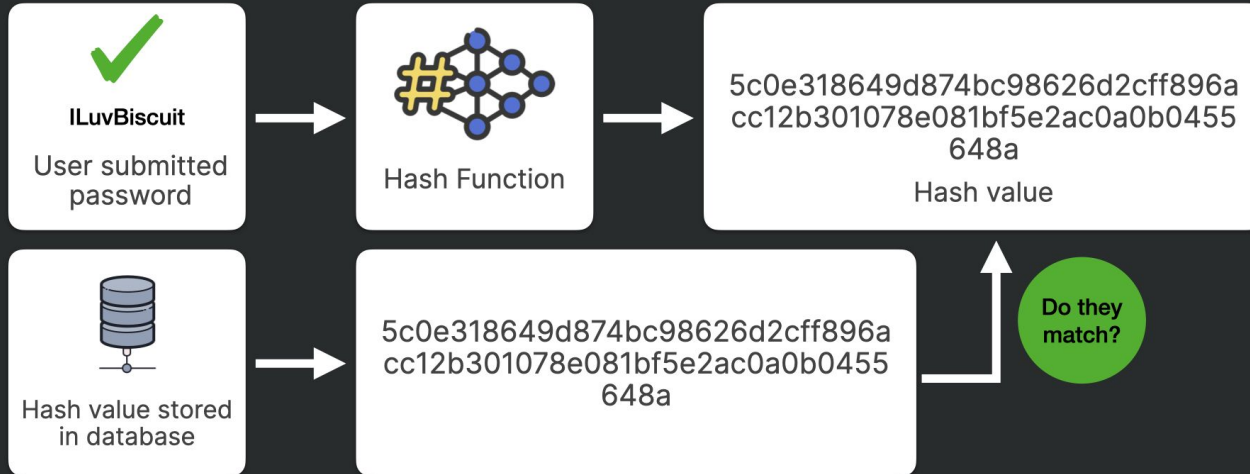 ILuvBiscuit
User submitted
password
Hash Function
5c0e318649d874bc98626d2cff896a
cc12b301078e081bf5e2ac0a0b0455
648a
Hash value
Hash value stored
in database
5c0e318649d874bc98626d2cff896a
cc12b301078e081bf5e2ac0a0b0455
648a
Do they
match?